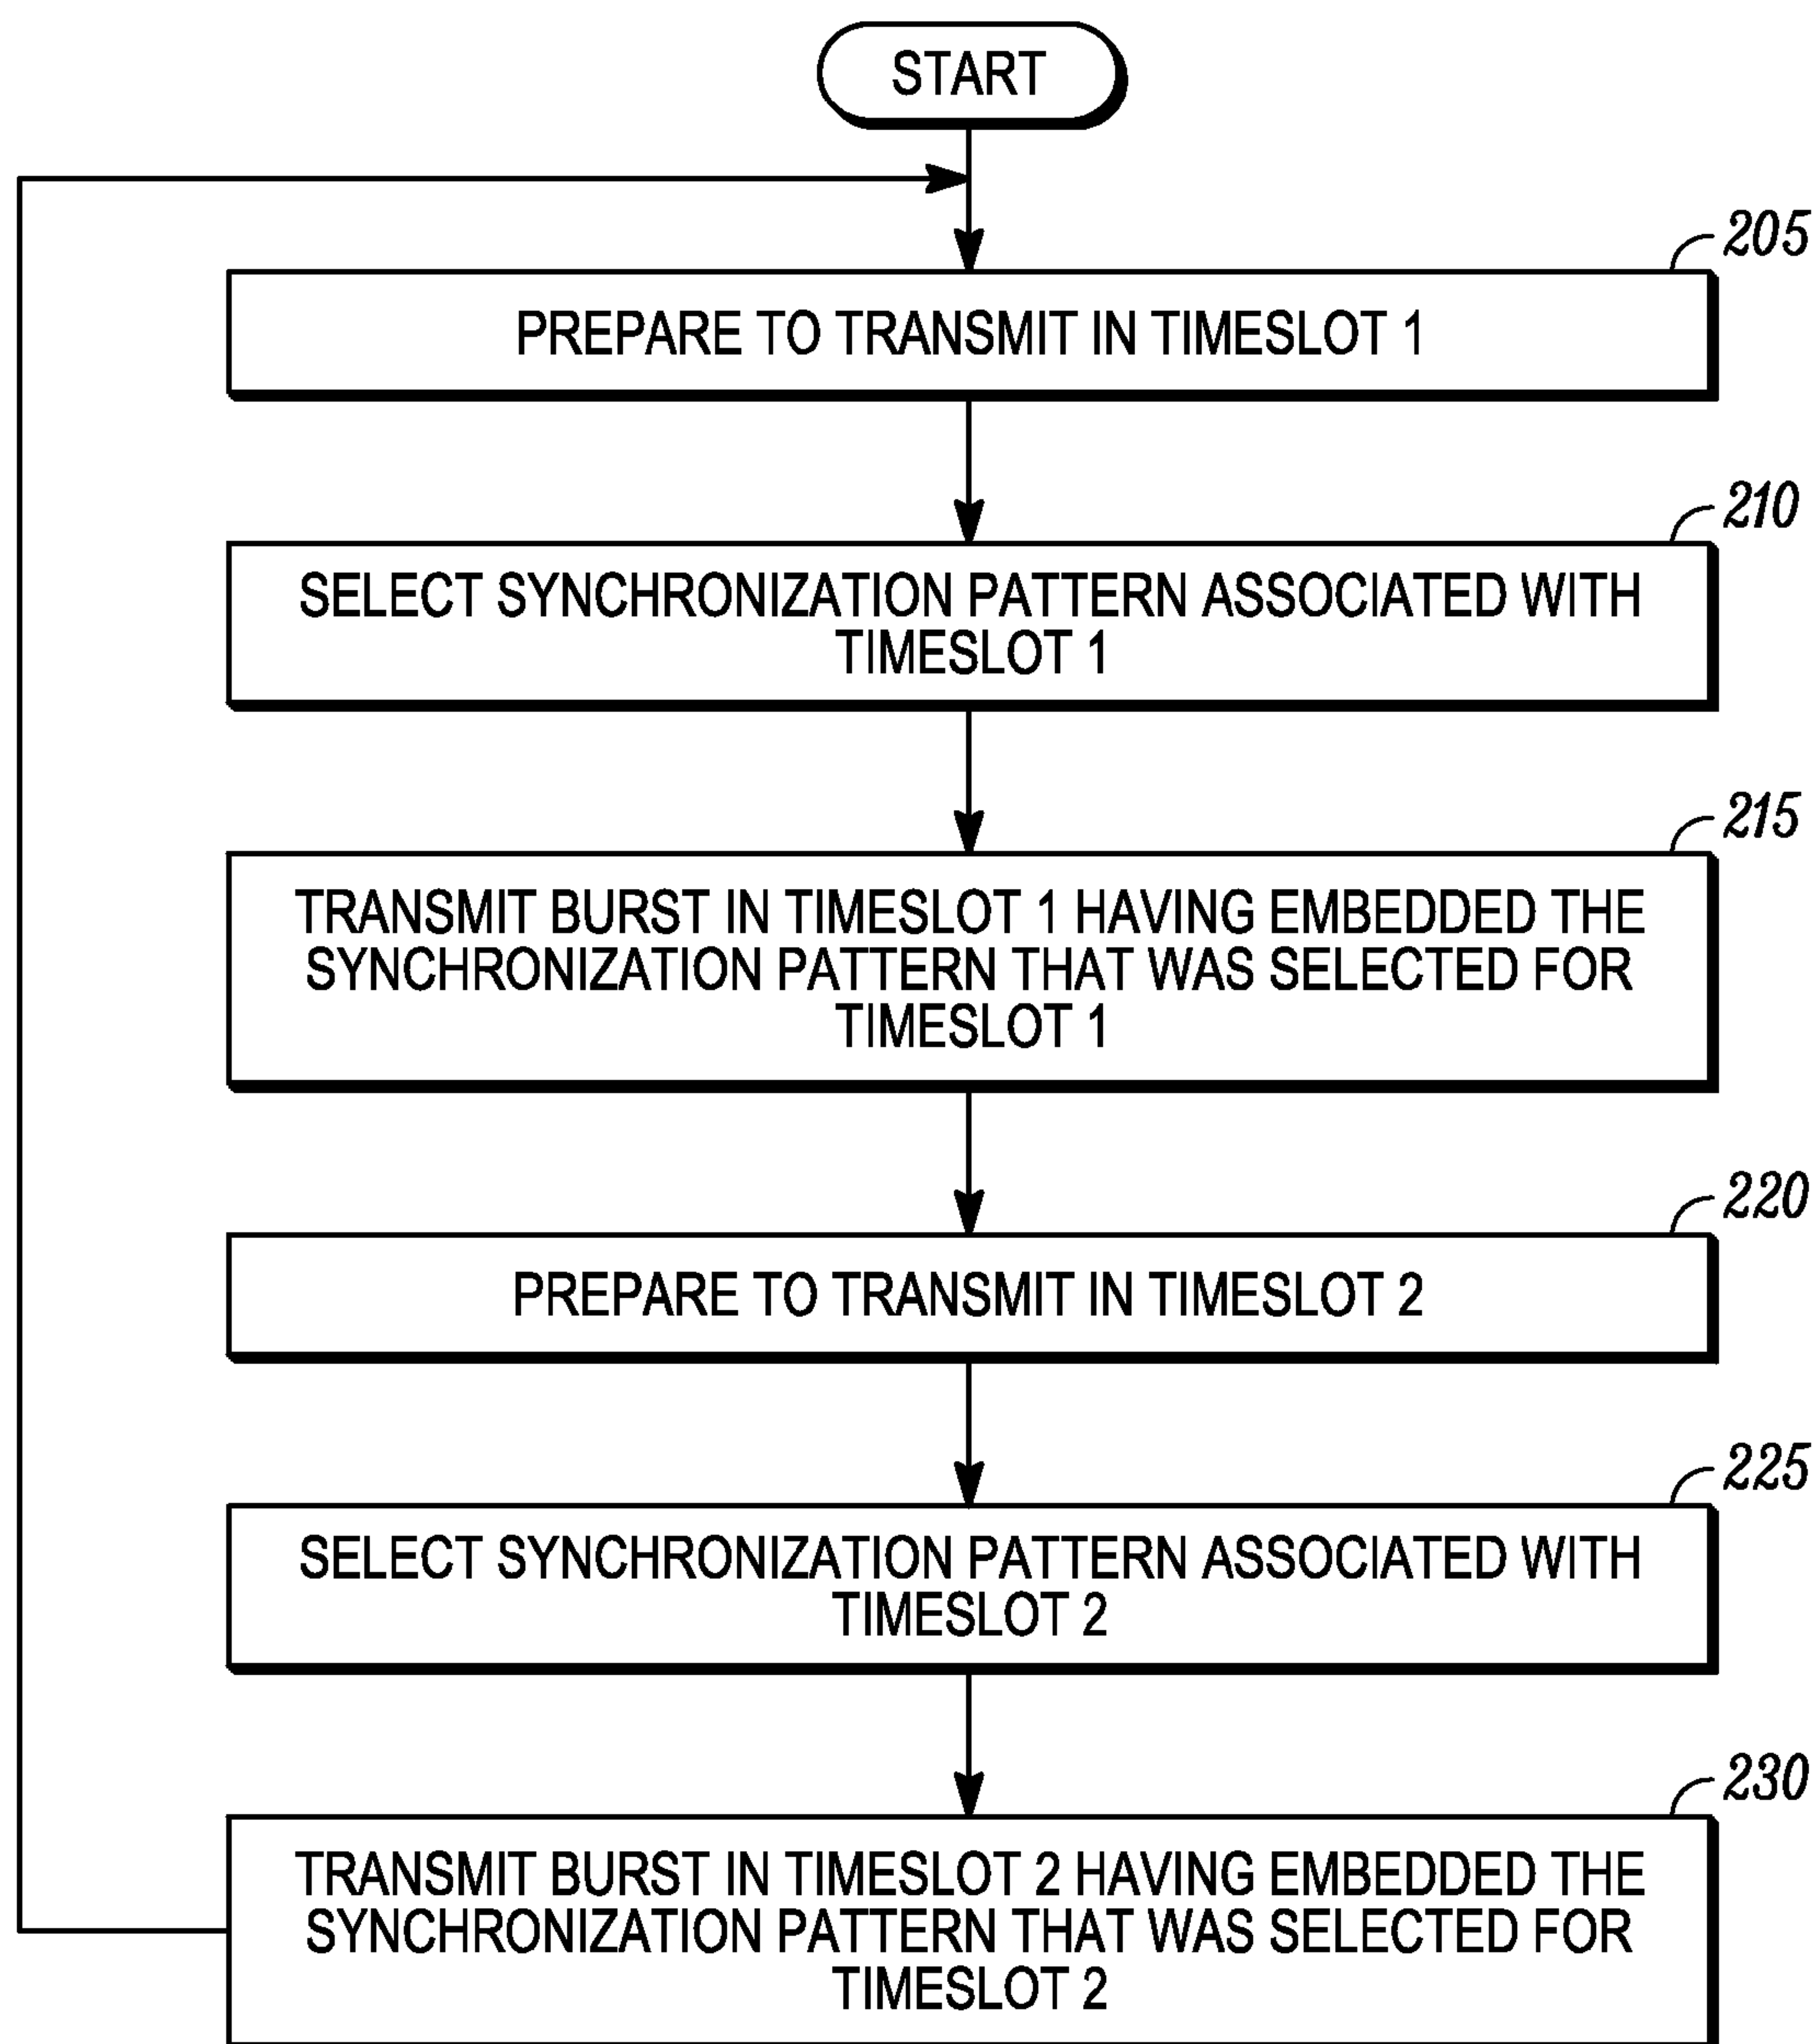 START
205
PREPARE TO TRANSMIT IN TIMESLOT 1
210
SELECT SYNCHRONIZATION PATTERN ASSOCIATED WITH
TIMESLOT 1
215
TRANSMIT BURST IN TIMESLOT 1 HAVING EMBEDDED THE
SYNCHRONIZATION PATTERN THAT WAS SELECTED FOR
TIMESLOT 1
220
PREPARE TO TRANSMIT IN TIMESLOT 2
225
SELECT SYNCHRONIZATION PATTERN ASSOCIATED WITH
TIMESLOT 2
230
TRANSMIT BURST IN TIMESLOT 2 HAVING EMBEDDED THE
SYNCHRONIZATION PATTERN THAT WAS SELECTED FOR
TIMESLOT 2